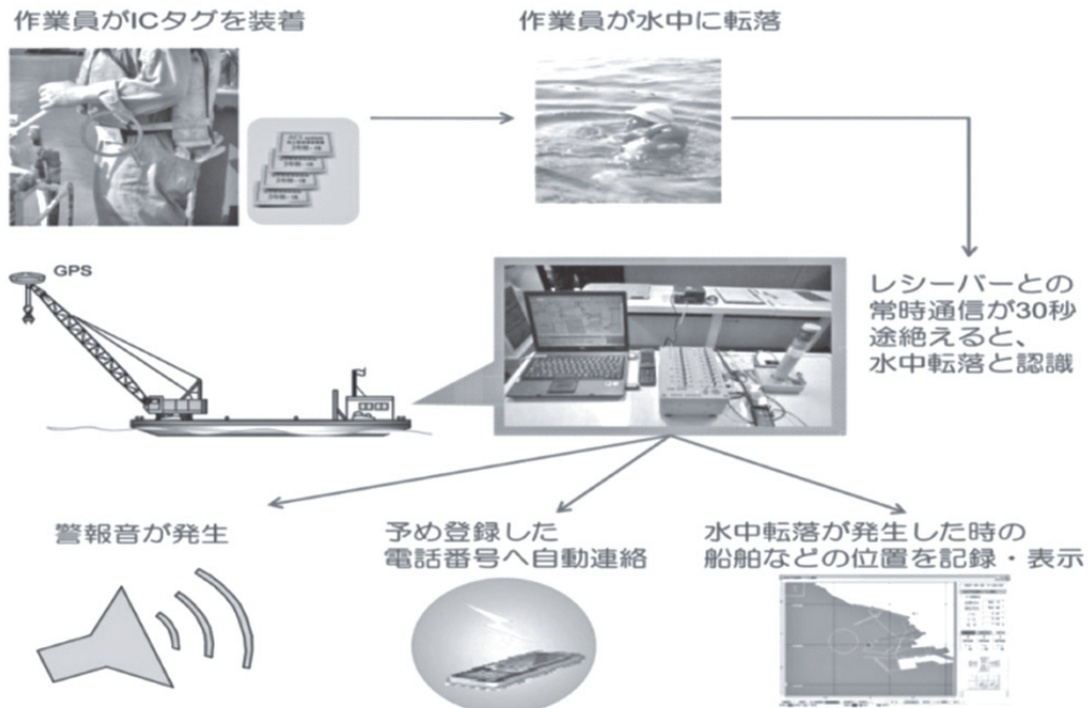 作業員がICタグを装着
作業員が水中に転落
GPS
レシーバーとの
常時通信が30秒
途絶えると、
水中転落と認識
警報音が発生
予め登録した
電話番号へ自動連絡
水中転落が発生した時の
船舶などの位置を記録・表示